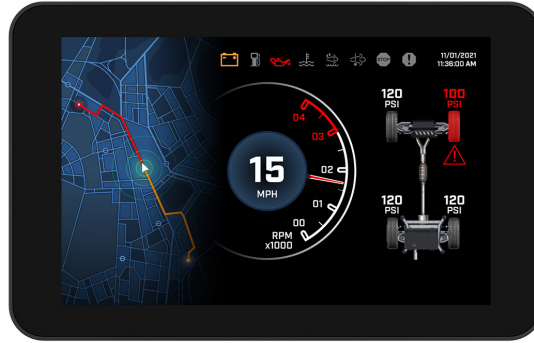 STOP
11/01/2021
11:36:00 AM
120
PSI
100
PSI
04
03
02
01
00
15
MPH
RPM
x1000
120
PSI
120
PSI